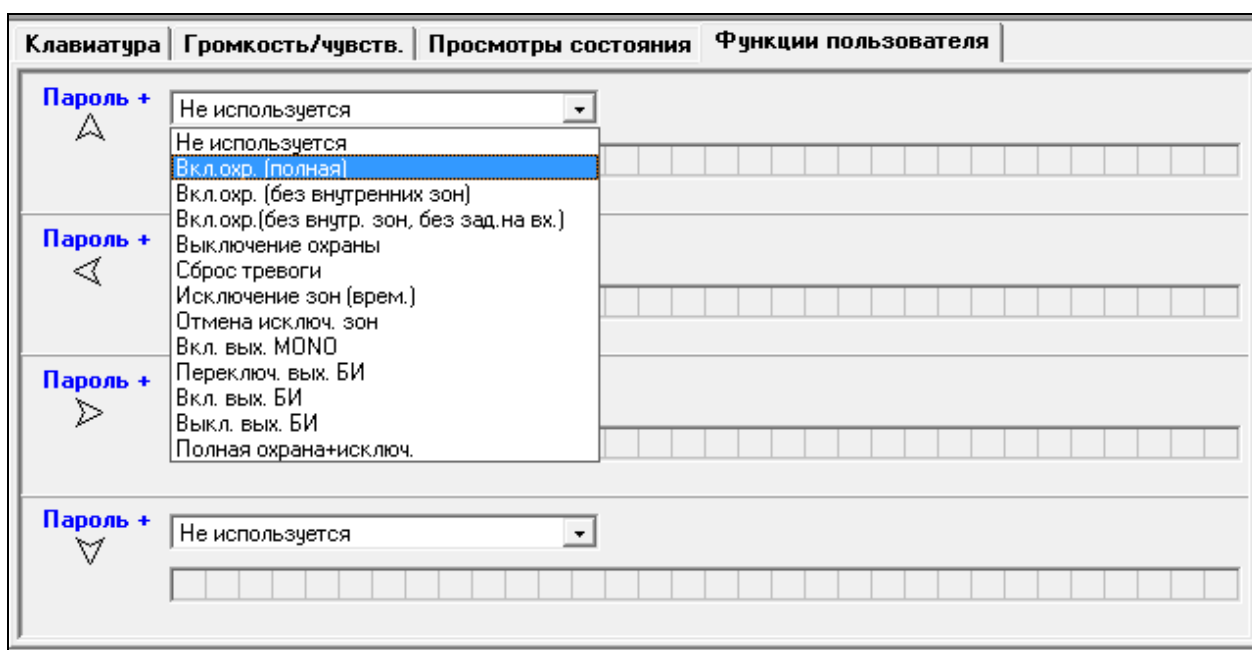 Клавиатура Громкость/чувств. Просмотры состояния Функции пользователя
Пароль +
Не используется
Не используется
Вкл.охр. (полная)
Вкл.охр. (без внутренних зон)
Вкл.охр.(без внутр. зон, без зад.на вх.)
Выключение охраны
Сброс тревоги
Исключение зон (врем.)
Отмена исключ. зон
Вкл. вых. MONO
Переключ. вых. БИ
Вкл. вых. БИ
Выкл. вых. БИ
Полная охрана+исключ.
Пароль +
Пароль +
Пароль +
Не используется